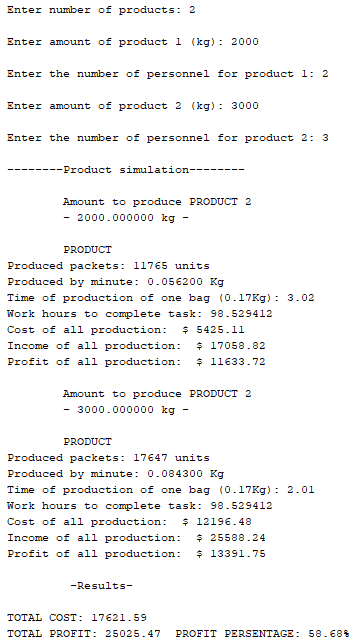 Enter number of products: 2
Enter amount of product 1 (kg): 2000
Enter the number of personnel for product 1: 2
Enter amount of product 2 (kg): 3000
Enter the number of personnel for product 2: 3
--------Product simulation--------
Amount to produce PRODUCT 2
- 2000.000000 kg -
PRODUCT
Produced packets: 11765 units
Produced by minute: 0.056200 Kg
Time of production of one bag (0.17Kg): 3.02
Work hours to complete task: 98.529412
Cost of all production:  $ 5425.11
Income of all production:  $ 17058.82
Profit of all production:  $ 11633.72
Amount to produce PRODUCT 2
- 3000.000000 kg -
PRODUCT
Produced packets: 17647 units
Produced by minute: 0.084300 Kg
Time of production of one bag (0.17Kg): 2.01
Work hours to complete task: 98.529412
Cost of all production:  $ 12196.48
Income of all production:  $ 25588.24
Profit of all production:  $ 13391.75
-Results-
TOTAL COST: 17621.59
TOTAL PROFIT: 25025.47  PROFIT PERSENTAGE: 58.68%